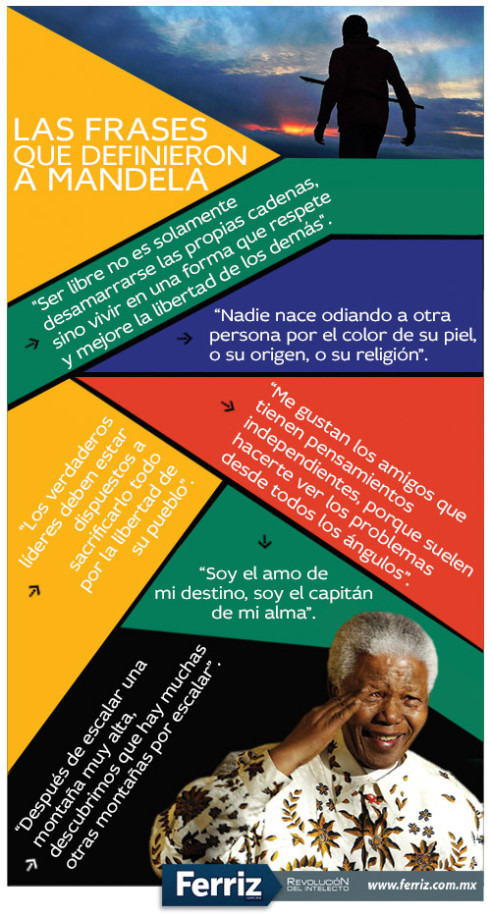 LAS FRASES
QUE DEFINIERON
A MANDELA
"Ser libre no es solamente
desamarrarse las propias cadenas,
sino vivir en una forma que respete
y mejore la libertad de los demás".
"Nadie nace odiando a otra
persona por el color de su piel,
o su origen, o su religión".
"Me gustan los amigos que
tienen pensamientos
independientes, porque suelen
hacerte ver los problemas
desde todos los ángulos".
"Los verdaderos
líderes deben estar
dispuestos a
sacrificarlo todo
por la libertad de
su pueblo".
"Soy el amo de
mi destino, soy el capitán
de mi alma".
"Después de escalar una
montaña muy alta,
descubrimos que hay muchas
otras montañas por escalar".
Ferriz
.com.mx
REVOLUCIÓN
DEL INTELECTO
www.ferriz.com.mx